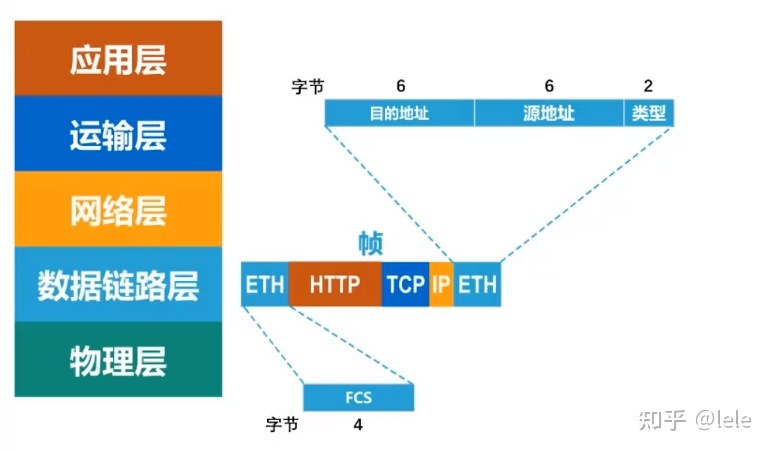 应用层
运输层
网络层
数据链路层
物理层
字节 6 6 2
目的地址 源地址 类型
帧
ETH HTTP TCP IP ETH
FCS
字节 4
知乎 @lele